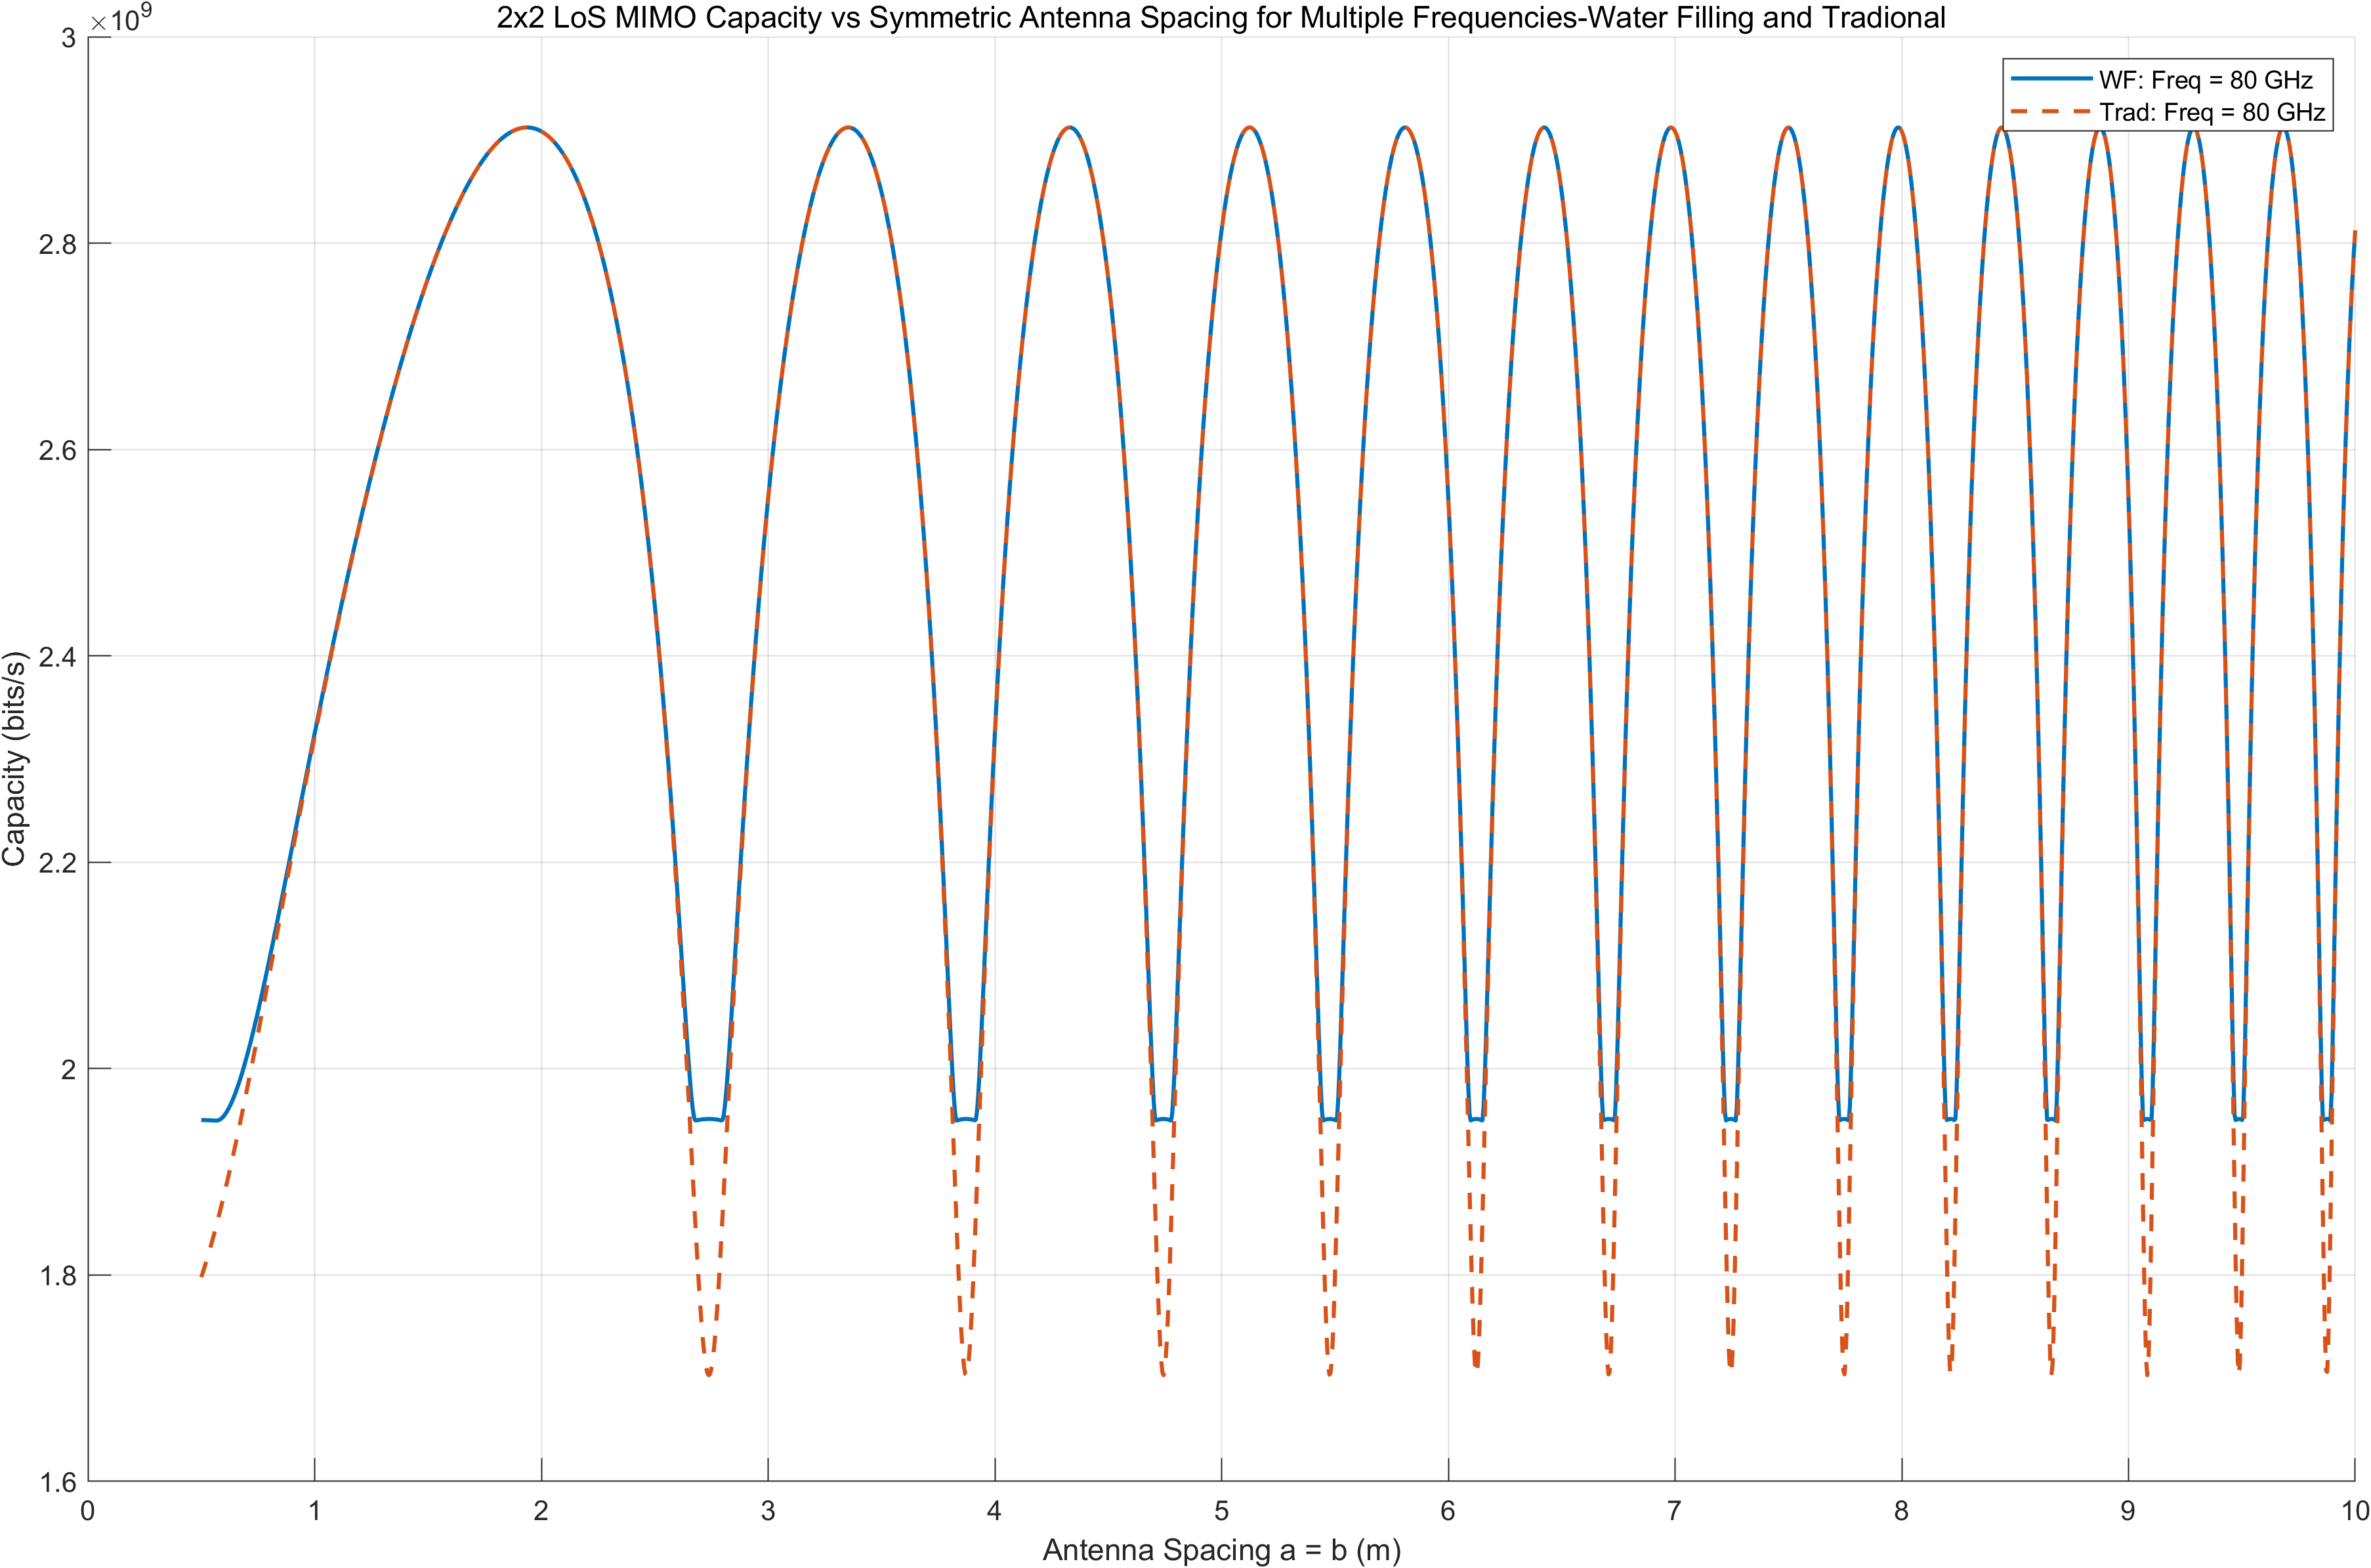 2x2 LoS MIMO Capacity vs Symmetric Antenna Spacing for Multiple Frequencies-Water Filling and Tradional
×10^9
WF: Freq = 80 GHz
Trad: Freq = 80 GHz
Capacity (bits/s)
3
2.8
2.6
2.4
2.2
2
1.8
1.6
0 1 2 3 4 5 6 7 8 9 10
Antenna Spacing a = b (m)